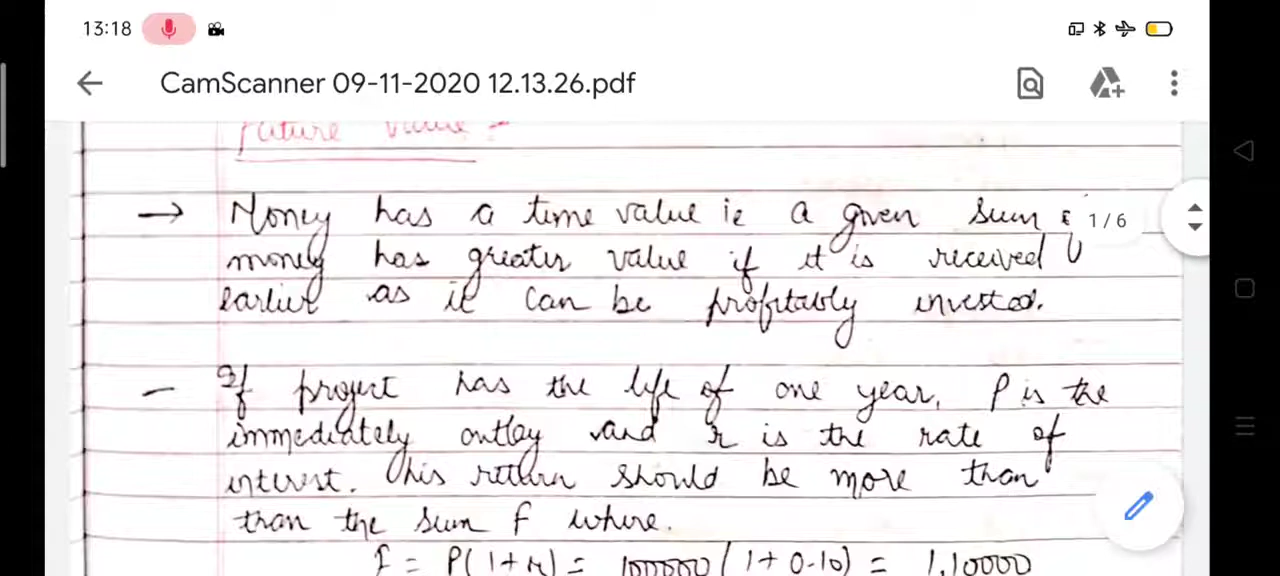 13:18
CamScanner 09-11-2020 12.13.26.pdf
future value :-
→ Money has a time value ie a given sum
1/6
money has greater value if it is received
earlier as it can be profitably invested.
— If project has the life of one year, P is the
immediately outlay and r is the rate of
interest. This return should be more than
than the sum f where.
F = P(1+r) = 100000 (1+0.10) = 1,10000